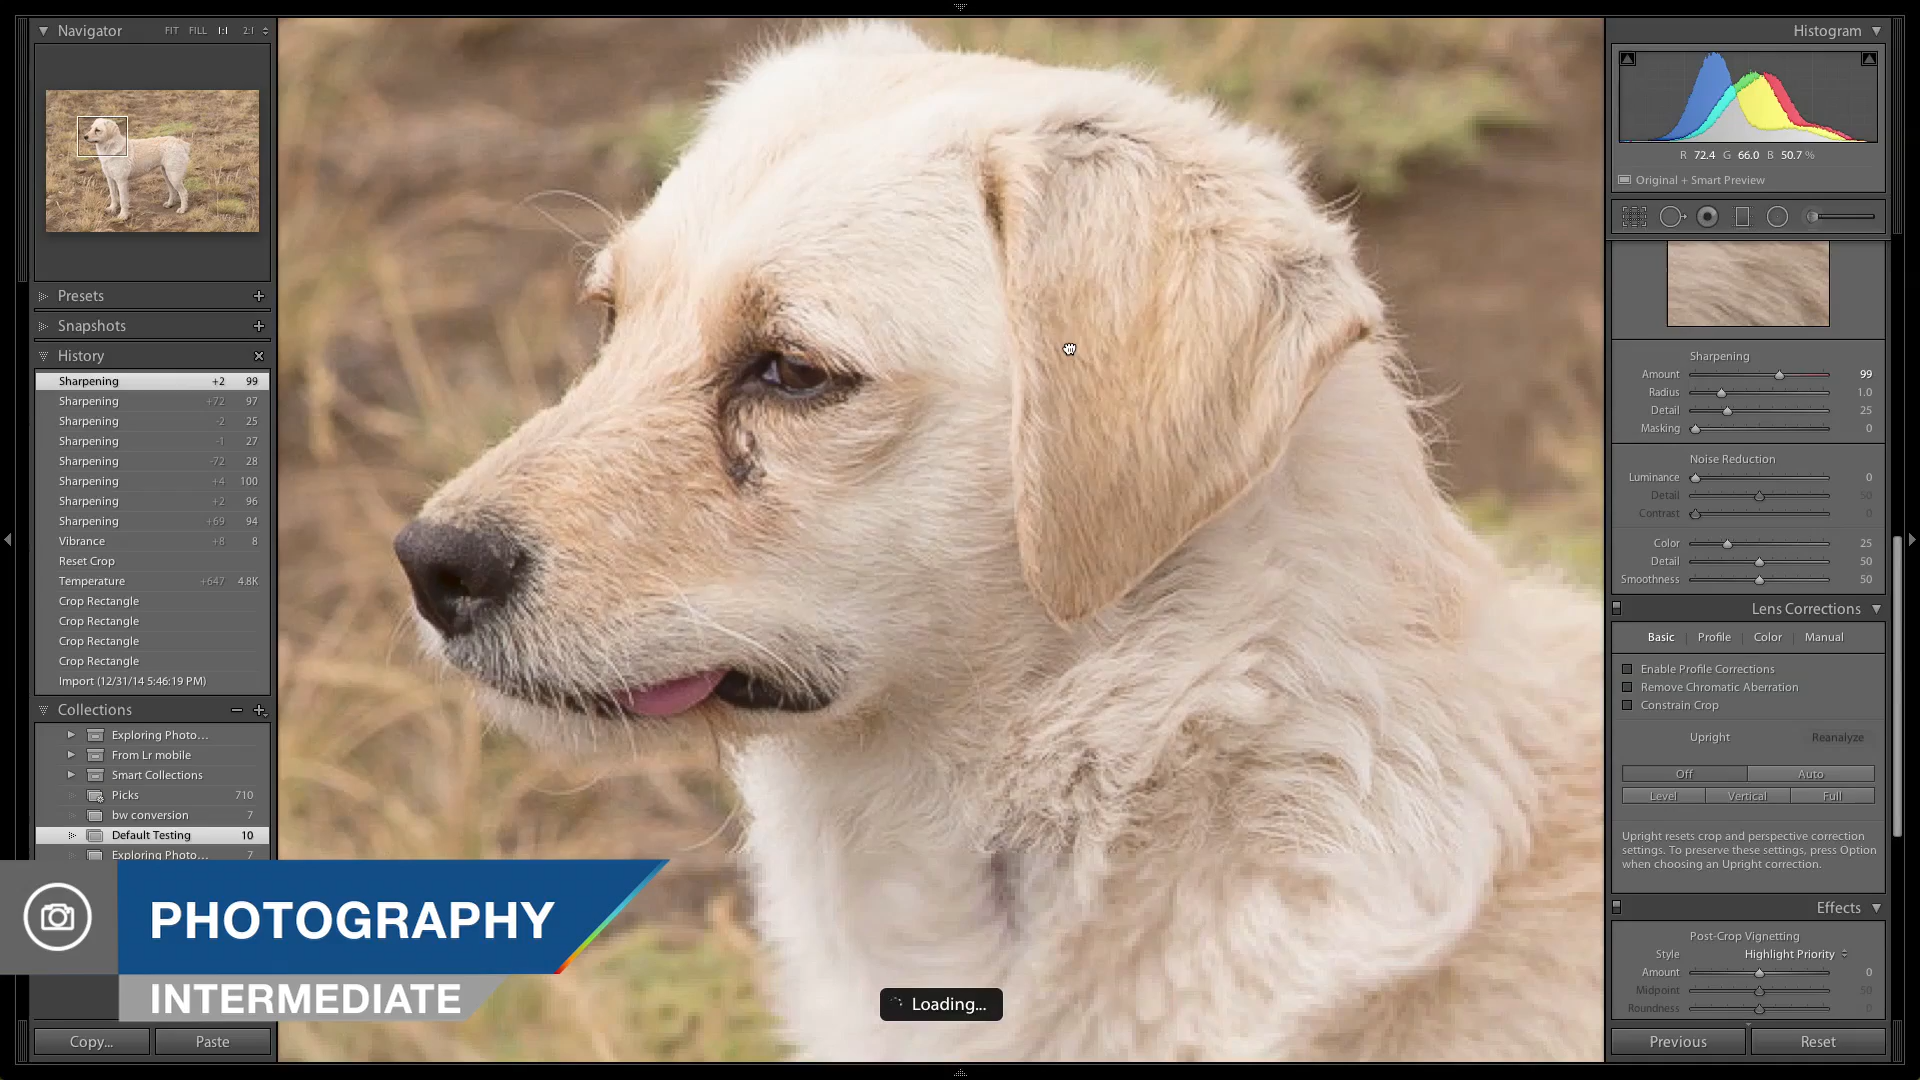 Navigator FIT FILL 1:1 2:1
Presets
Snapshots
History
Sharpening +2 99
Sharpening +72 97
Sharpening -2 25
Sharpening -1 27
Sharpening -72 28
Sharpening +4 100
Sharpening +2 96
Sharpening +69 94
Vibrance +8 8
Reset Crop
Temperature +647 4.8K
Crop Rectangle
Crop Rectangle
Crop Rectangle
Crop Rectangle
Import (12/31/14 5:46:19 PM)
Collections
Exploring Photo...
From Lr mobile
Smart Collections
Picks 710
bw conversion 7
Default Testing 10
Exploring Photo... 7
PHOTOGRAPHY
INTERMEDIATE
Copy... Paste
Loading...
Histogram
R 72.4 G 66.0 B 50.7 %
Original + Smart Preview
Sharpening
Amount 99
Radius 1.0
Detail 25
Masking 0
Noise Reduction
Luminance 0
Detail 50
Contrast 0
Color 25
Detail 50
Smoothness 50
Lens Corrections
Basic Profile Color Manual
Enable Profile Corrections
Remove Chromatic Aberration
Constrain Crop
Upright Reanalyze
Off Auto
Level Vertical Full
Upright resets crop and perspective correction
settings. To preserve these settings, press Option
when choosing an Upright correction.
Effects
Post-Crop Vignetting
Style Highlight Priority
Amount 0
Midpoint 50
Roundness 0
Previous Reset